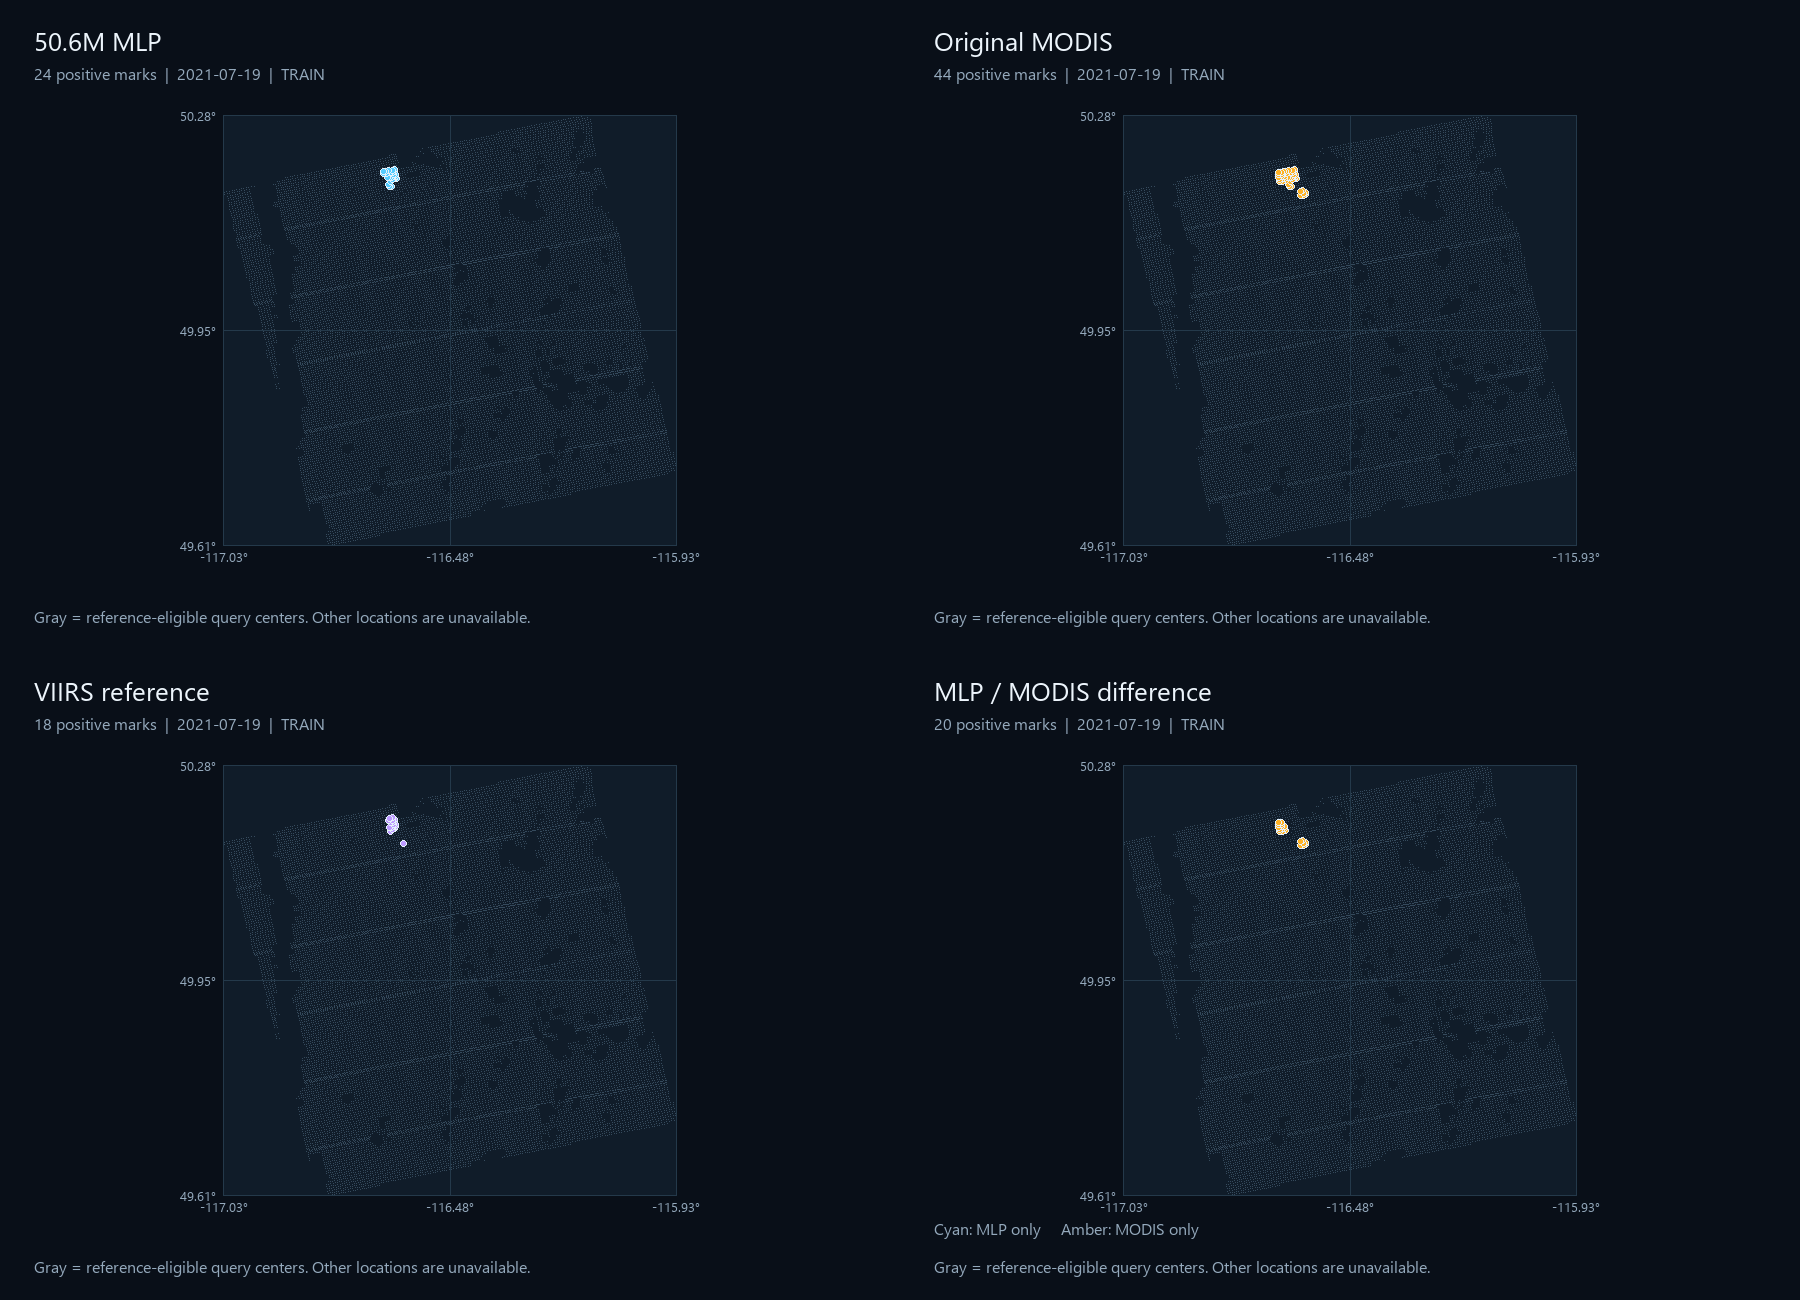 50.6M MLP
24 positive marks | 2021-07-19 | TRAIN
50.28°
49.95°
49.61°
-117.03°
-116.48°
-115.93°
Gray = reference-eligible query centers. Other locations are unavailable.
Original MODIS
44 positive marks | 2021-07-19 | TRAIN
50.28°
49.95°
49.61°
-117.03°
-116.48°
-115.93°
Gray = reference-eligible query centers. Other locations are unavailable.
VIIRS reference
18 positive marks | 2021-07-19 | TRAIN
50.28°
49.95°
49.61°
-117.03°
-116.48°
-115.93°
Gray = reference-eligible query centers. Other locations are unavailable.
MLP / MODIS difference
20 positive marks | 2021-07-19 | TRAIN
50.28°
49.95°
49.61°
-117.03°
-116.48°
-115.93°
Cyan: MLP only Amber: MODIS only
Gray = reference-eligible query centers. Other locations are unavailable.